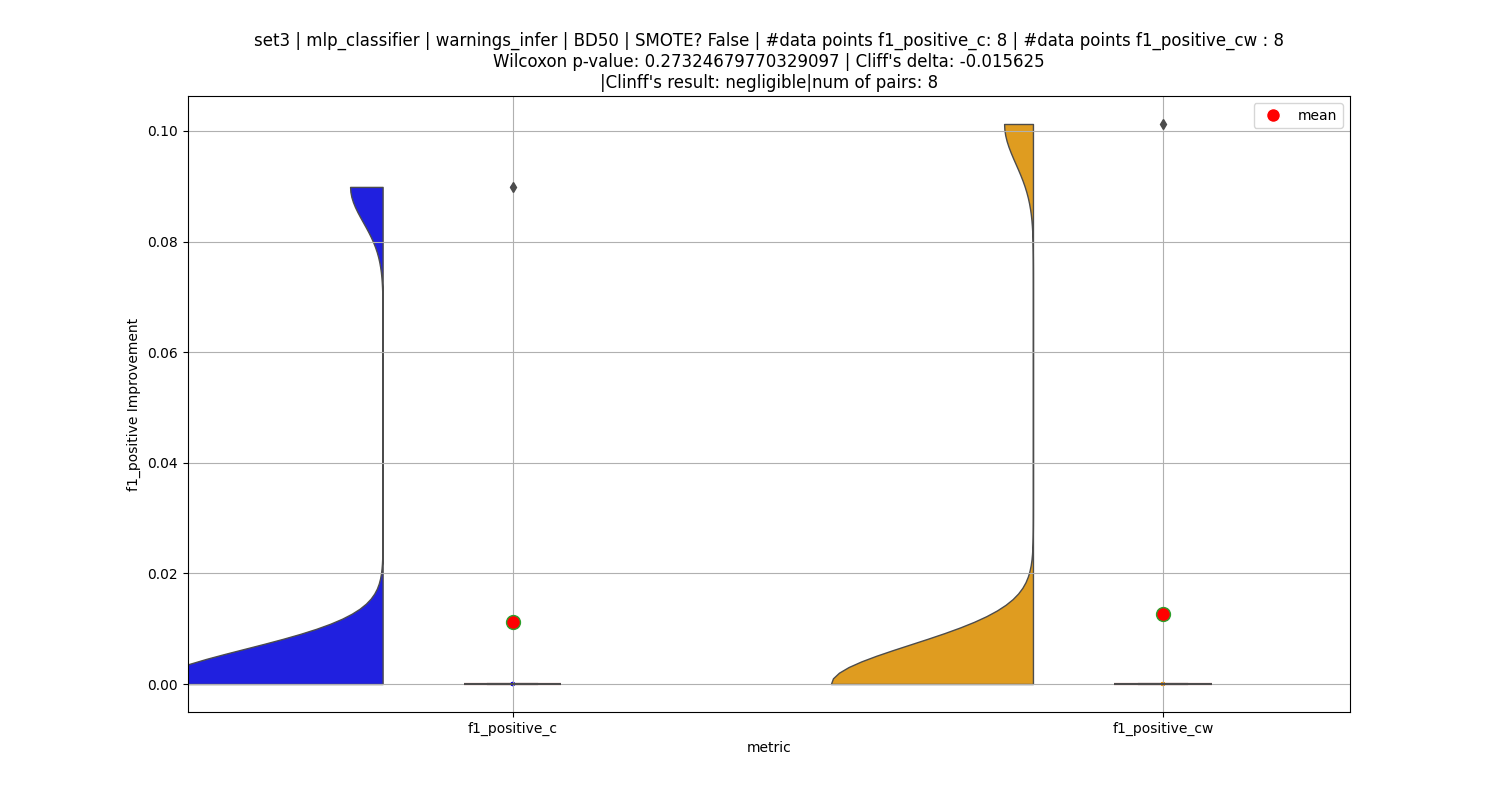 set3 | mlp_classifier | warnings_infer | BD50 | SMOTE? False | #data points f1_positive_c: 8 | #data points f1_positive_cw : 8
Wilcoxon p-value: 0.27324679770329097 | Cliff's delta: -0.015625
|Clinff's result: negligible|num of pairs: 8
mean
0.10
0.08
0.06
0.04
0.02
0.00
f1_positive Improvement
f1_positive_c
f1_positive_cw
metric